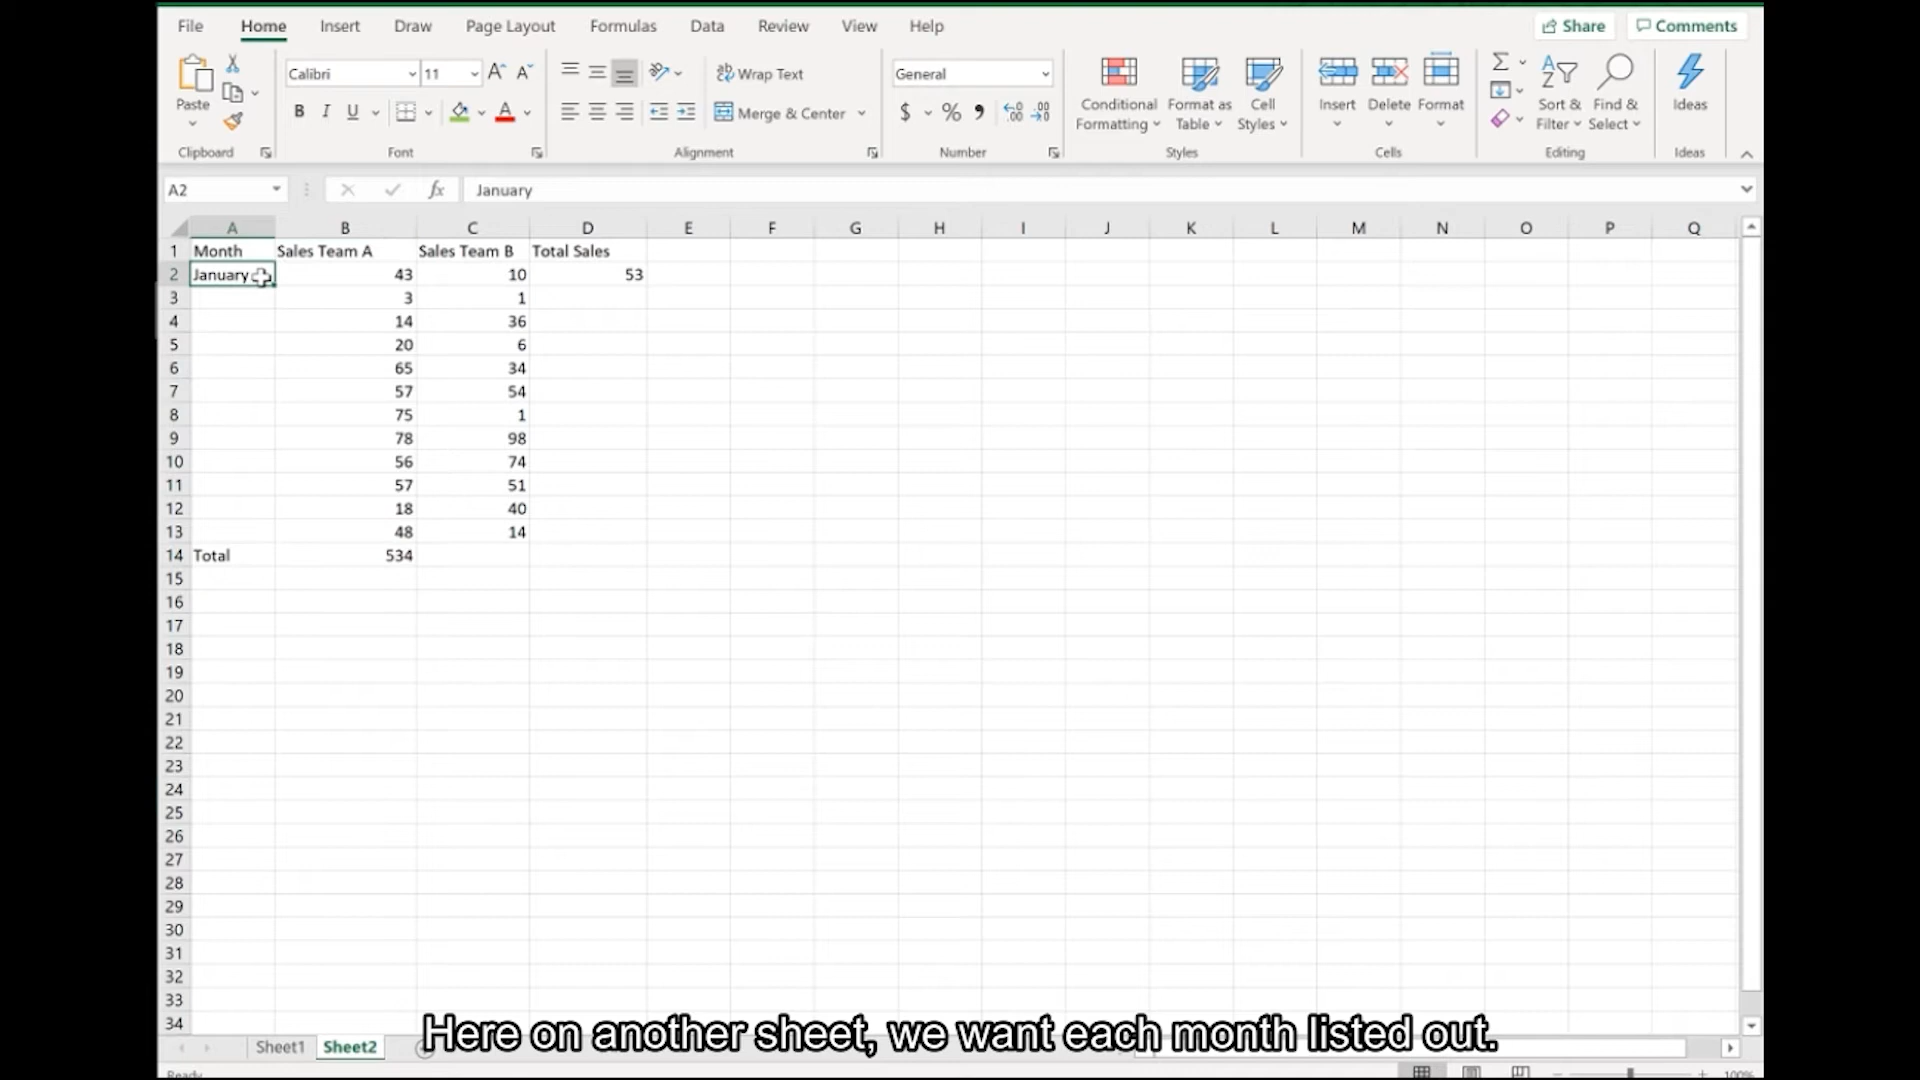 File Home Insert Draw Page Layout Formulas Data Review View Help Share Comments
Paste Calibri 11 B I U Wrap Text Merge & Center General $ % Conditional Formatting Format as Table Cell Styles Insert Delete Format Sort & Filter Find & Select Ideas
Clipboard Font Alignment Number Styles Cells Editing Ideas
A2 fx January
A B C D E F G H I J K L M N O P Q
1 Month Sales Team A Sales Team B Total Sales
2 January 43 10 53
3 3 1
4 14 36
5 20 6
6 65 34
7 57 54
8 75 1
9 78 98
10 56 74
11 57 51
12 18 40
13 48 14
14 Total 534
15
16
17
18
19
20
21
22
23
24
25
26
27
28
29
30
31
32
33
34
Here on another sheet, we want each month listed out.
Sheet1 Sheet2
Ready 100%